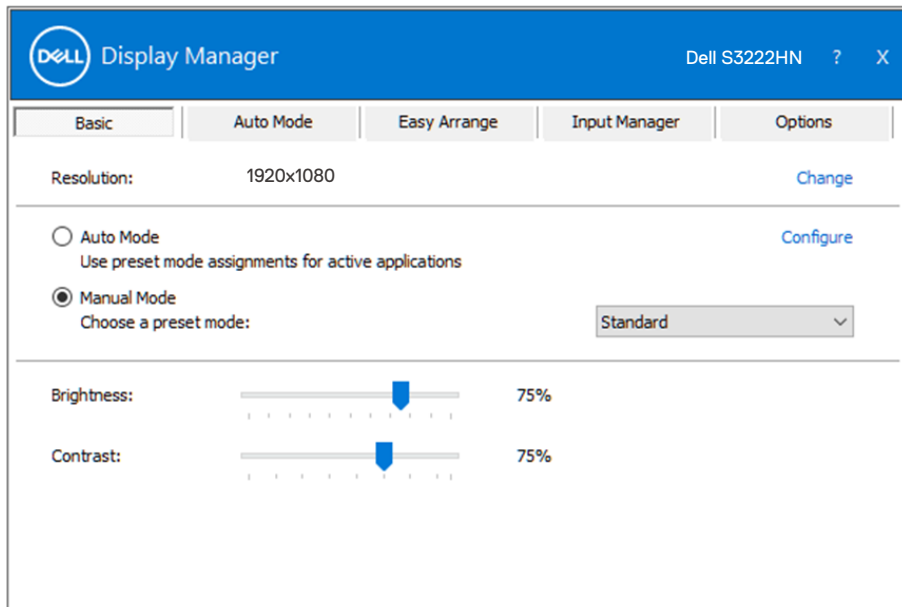 DELL Display Manager Dell S3222HN ? X
Basic Auto Mode Easy Arrange Input Manager Options
Resolution: 1920x1080 Change
Auto Mode Configure
Use preset mode assignments for active applications
Manual Mode
Choose a preset mode: Standard
Brightness: 75%
Contrast: 75%